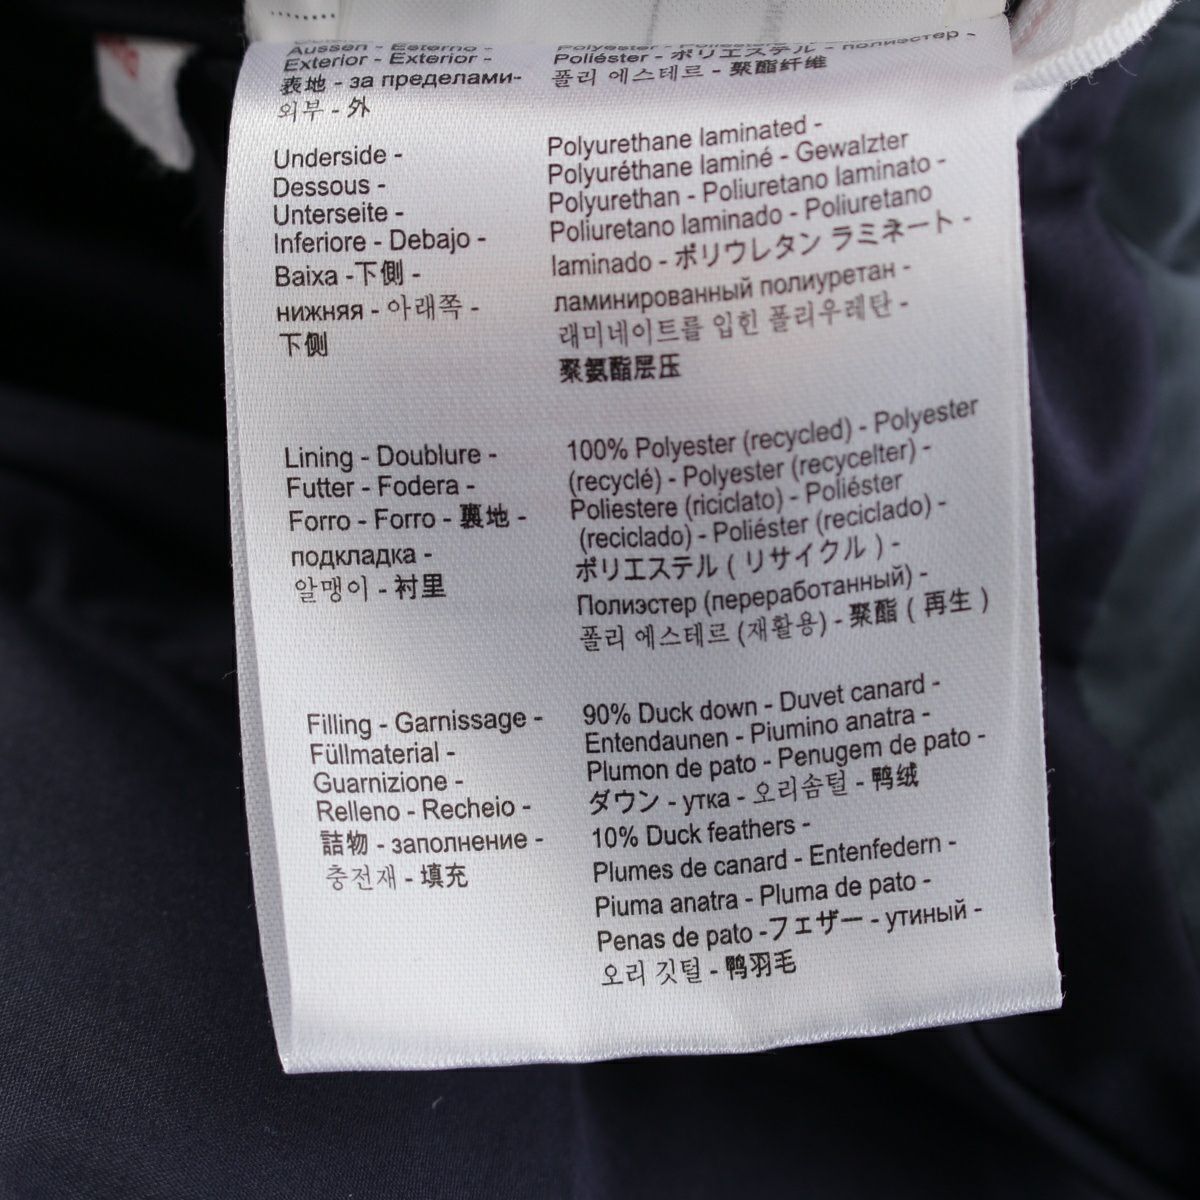 Aussen - Esterno -
Exterior - Exterior -
表地 - за пределами-
외부 - 外
Polyester - 
Poliéster - ポリエステル - полиэстер -
폴리 에스테르 - 聚酯纤维
Underside -
Dessous -
Unterseite -
Inferiore - Debajo -
Baixa -下側 -
нижняя - 아래쪽 -
下侧
Polyurethane laminated -
Polyuréthane laminé - Gewalzter
Polyurethan - Poliuretano laminato -
Poliuretano laminado - Poliuretano
laminado - ポリウレタン ラミネート -
ламинированный полиуретан -
래미네이트를 입힌 폴리우레탄 -
聚氨酯层压
Lining - Doublure -
Futter - Fodera -
Forro - Forro - 裏地 -
подкладка -
알맹이 - 衬里
100% Polyester (recycled) - Polyester
(recyclé) - Polyester (recycelter) -
Poliestere (riciclato) - Poliéster
(reciclado) - Poliéster (reciclado) -
ポリエステル ( リサイクル ) -
Полиэстер (переработанный) -
폴리 에스테르 (재활용) - 聚酯 ( 再生 )
Filling - Garnissage -
Füllmaterial -
Guarnizione -
Relleno - Recheio -
詰物 - заполнение -
충전재 - 填充
90% Duck down - Duvet canard -
Entendaunen - Piumino anatra -
Plumon de pato - Penugem de pato -
ダウン - утка - 오리솜털 - 鸭绒
10% Duck feathers -
Plumes de canard - Entenfedern -
Piuma anatra - Pluma de pato -
Penas de pato -フェザー - утиный -
오리 깃털 - 鸭羽毛